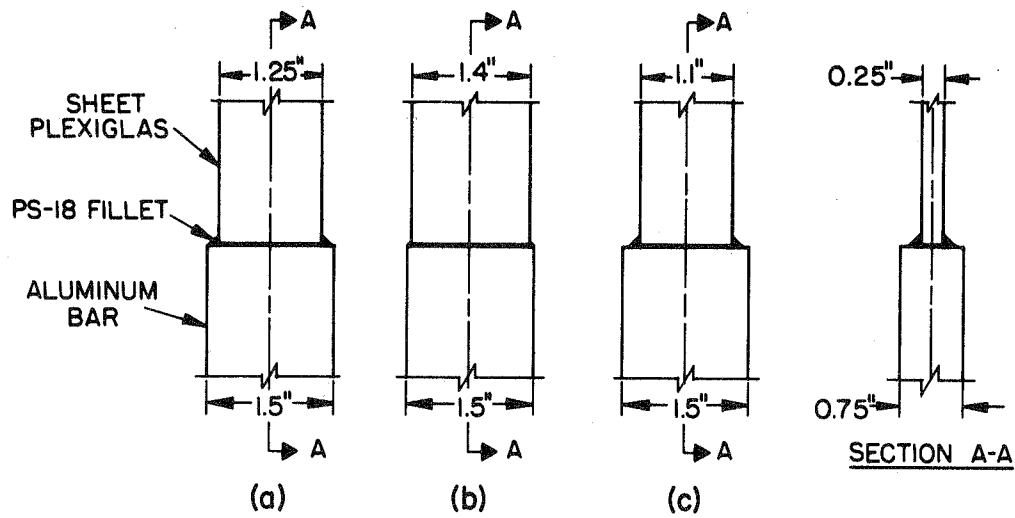 A
A
A
1.25"
1.4"
1.1"
0.25"
SHEET
PLEXIGLAS
PS-18 FILLET
ALUMINUM
BAR
1.5"
1.5"
1.5"
0.75"
A
A
A
SECTION A-A
(a)
(b)
(c)